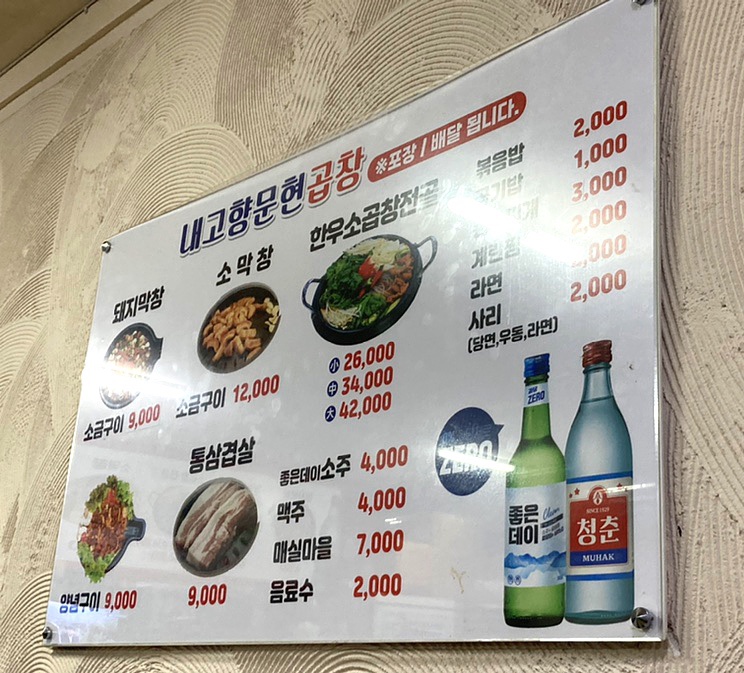 내고향문현곱창 ※포장 / 배달 됩니다.
돼지막창
소금구이 9,000
양념구이 9,000
소 막 창
소금구이 12,000
한우소곱창전골
小 26,000
中 34,000
大 42,000
통삼겹살
9,000
좋은데이소주 4,000
맥주 4,000
매실마을 7,000
음료수 2,000
볶음밥 2,000
1,000
3,000
계란찜 2,000
라면
사리 2,000
(당면,우동,라면)
ZERO
ZERO
좋은
데이
SINCE 1929
청춘
MUHAK